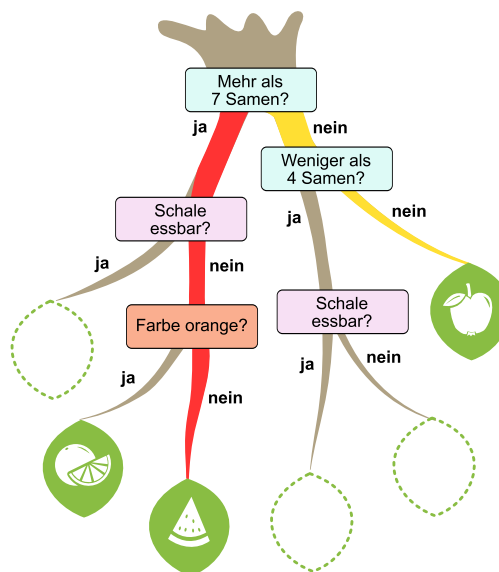 Mehr als
7 Samen?
ja
nein
Weniger als
4 Samen?
Schale
essbar?
ja
nein
ja
nein
Farbe orange?
Schale
essbar?
ja
nein
ja
nein